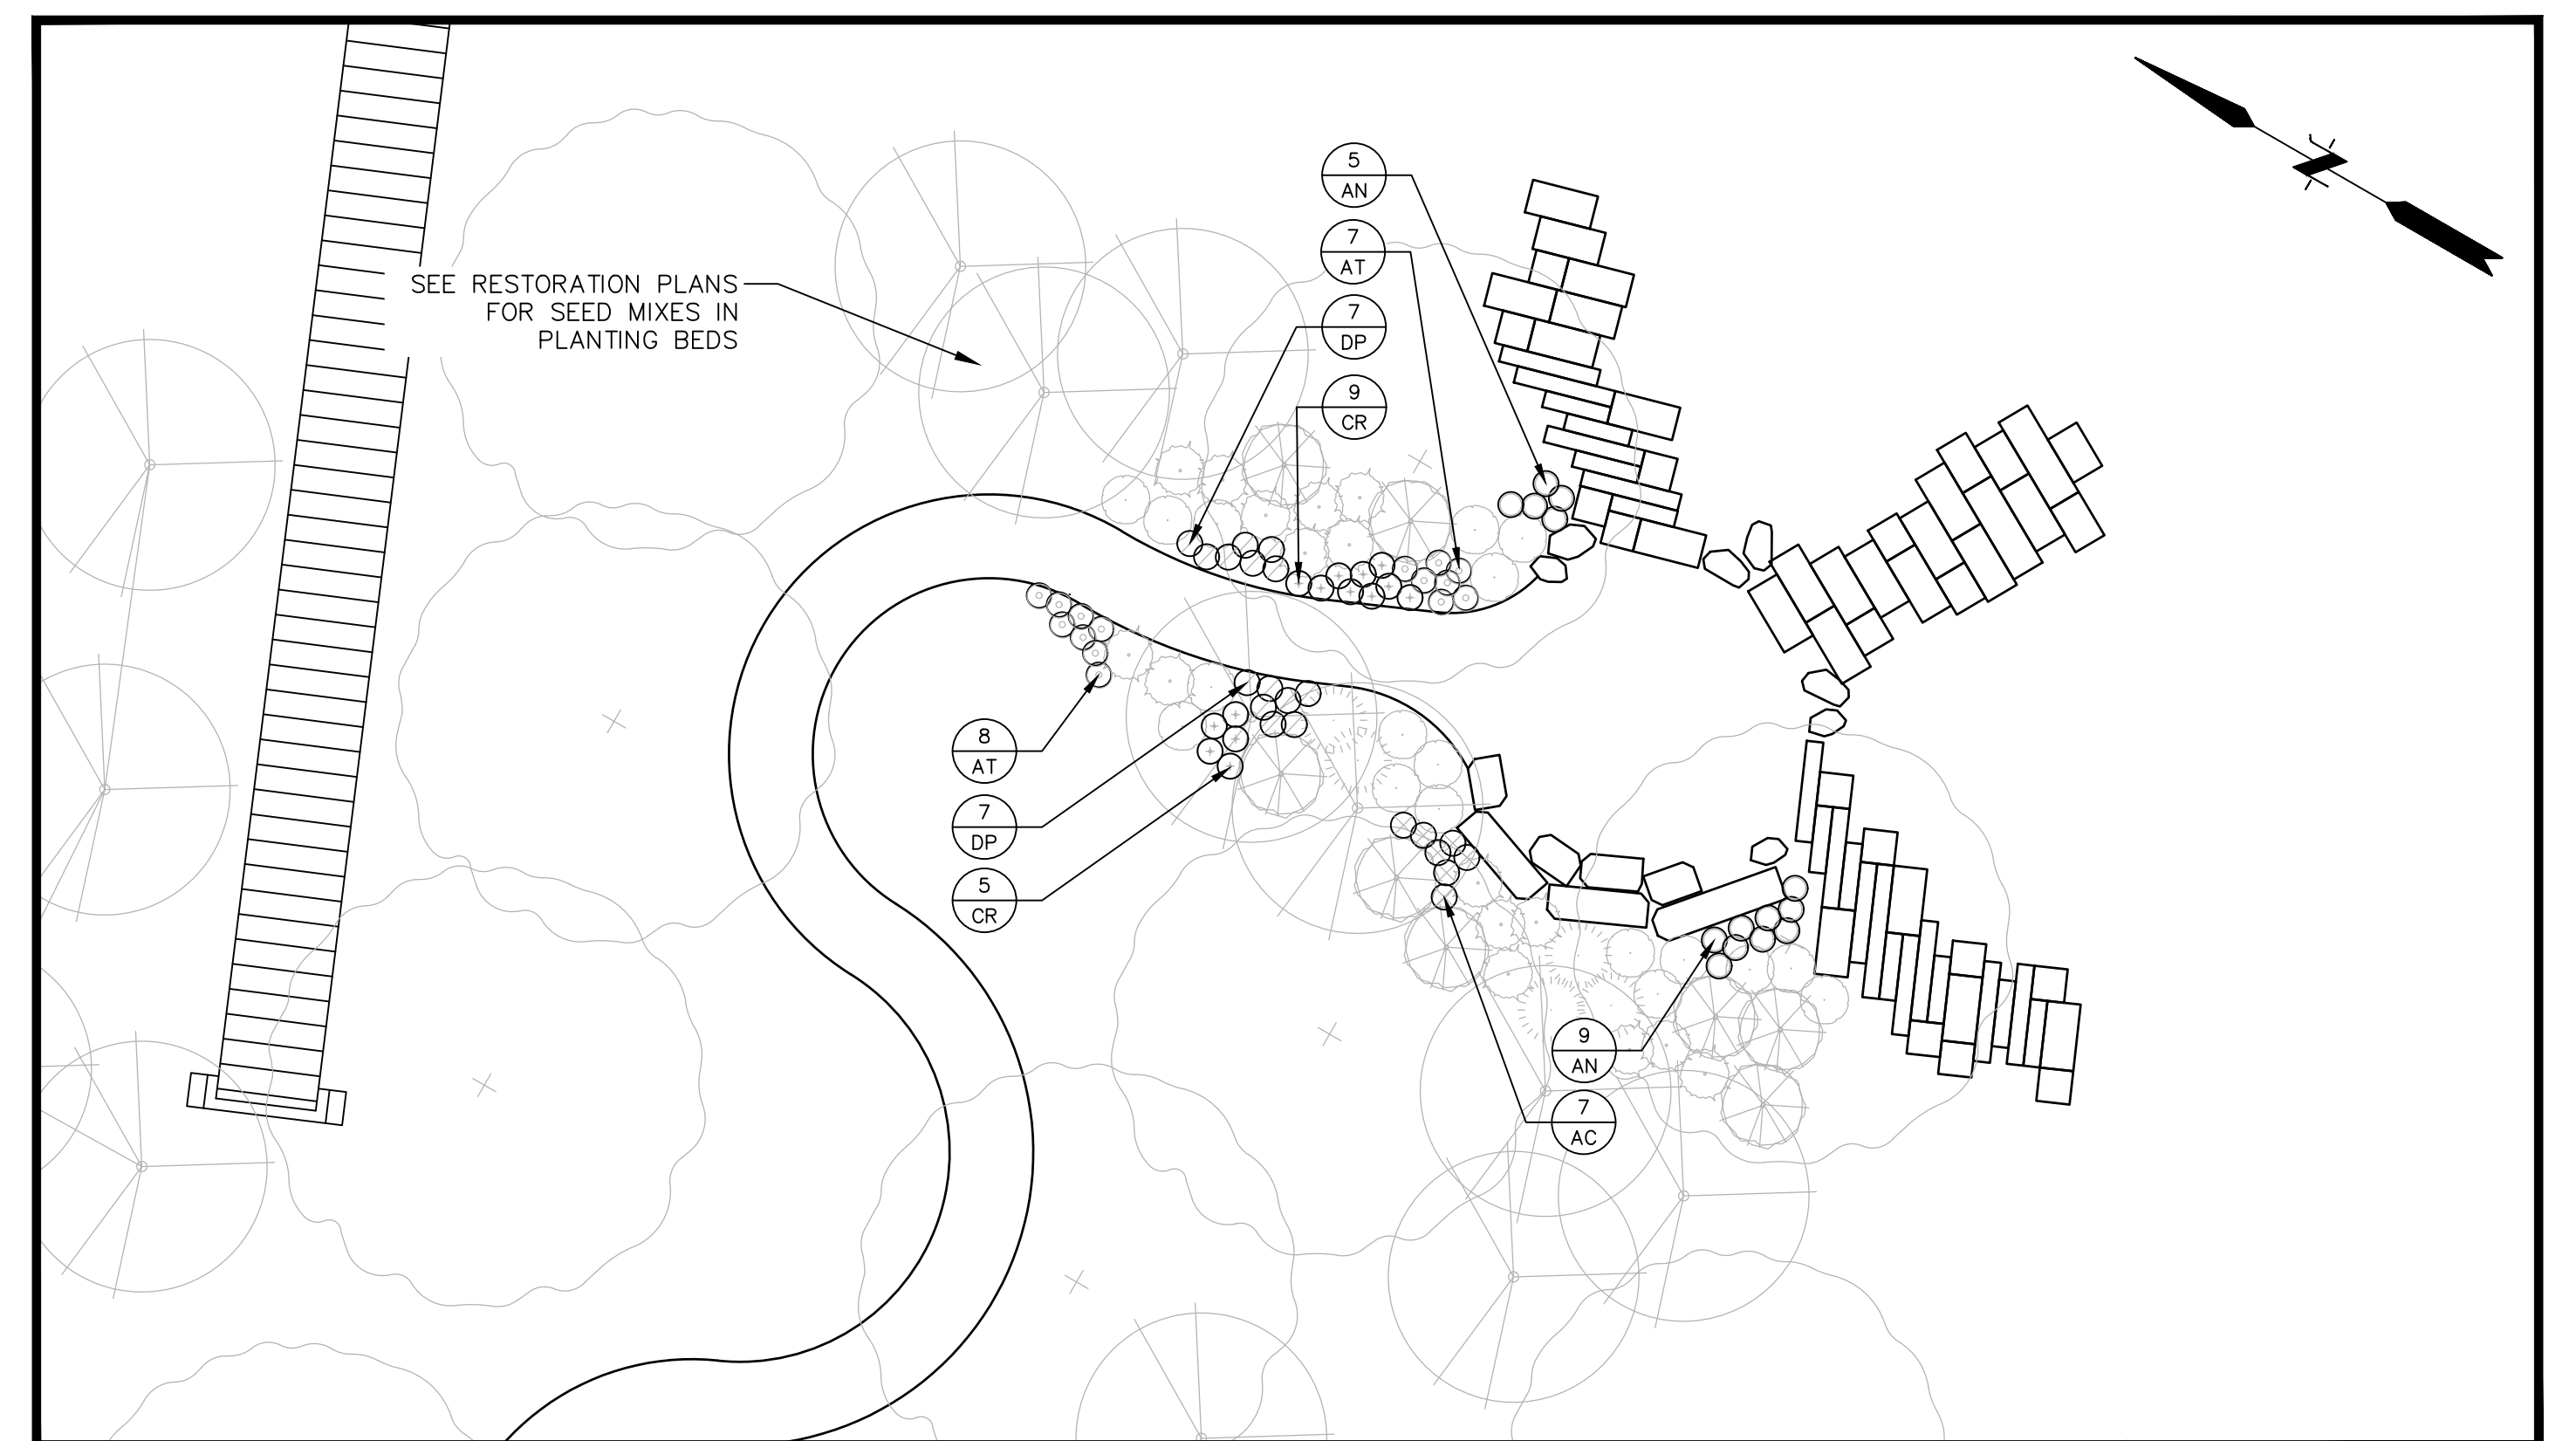 5
AN
7
AT
7
DP
9
CR
SEE RESTORATION PLANS
FOR SEED MIXES IN
PLANTING BEDS
N
8
AT
7
DP
5
CR
9
AN
7
AC